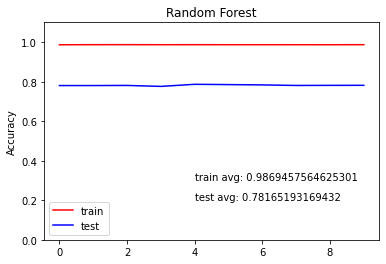 Random Forest
Accuracy
1.0
0.8
0.6
0.4
0.2
0.0
train avg: 0.9869457564625301
test avg: 0.78165193169432
train
test
0 2 4 6 8